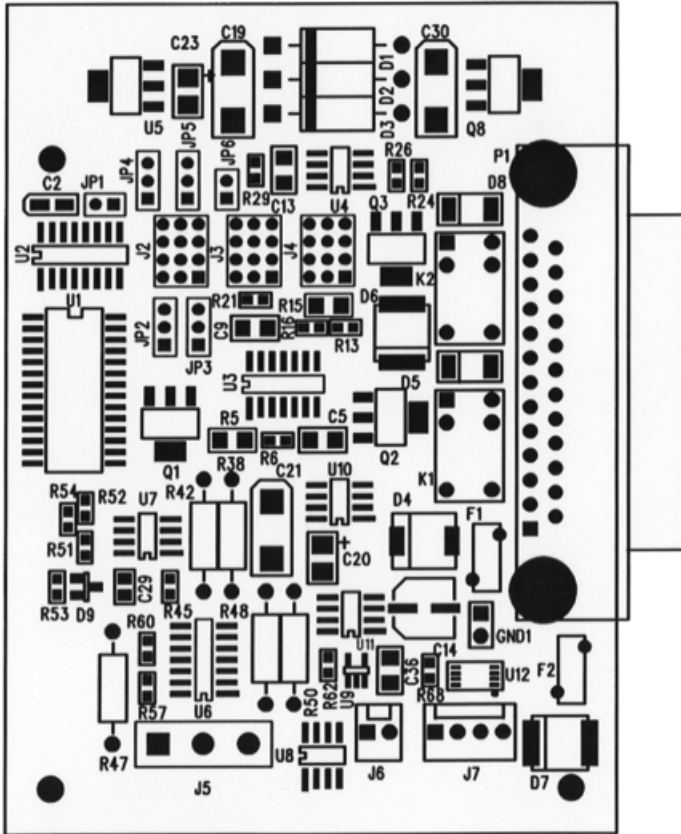 C23
C19
C30
D1
D2
D3
U5
Q8
JP5
JP4
JP6
P1
C2
JP1
R29
C13
U4
R26
R24
Q3
D8
U2
J2
J3
J4
K2
U1
R21
R15
D6
JP2
JP3
C9
R16
R13
U3
D5
R5
R6
C5
Q1
R38
C21
Q2
K1
R54
R52
U7
R42
U10
D4
F1
R51
C20
R53
D9
C29
R45
R48
R60
U11
C14
GND1
R57
U6
R50
R62
U9
C36
R68
U12
F2
R47
J5
U8
J6
J7
D7